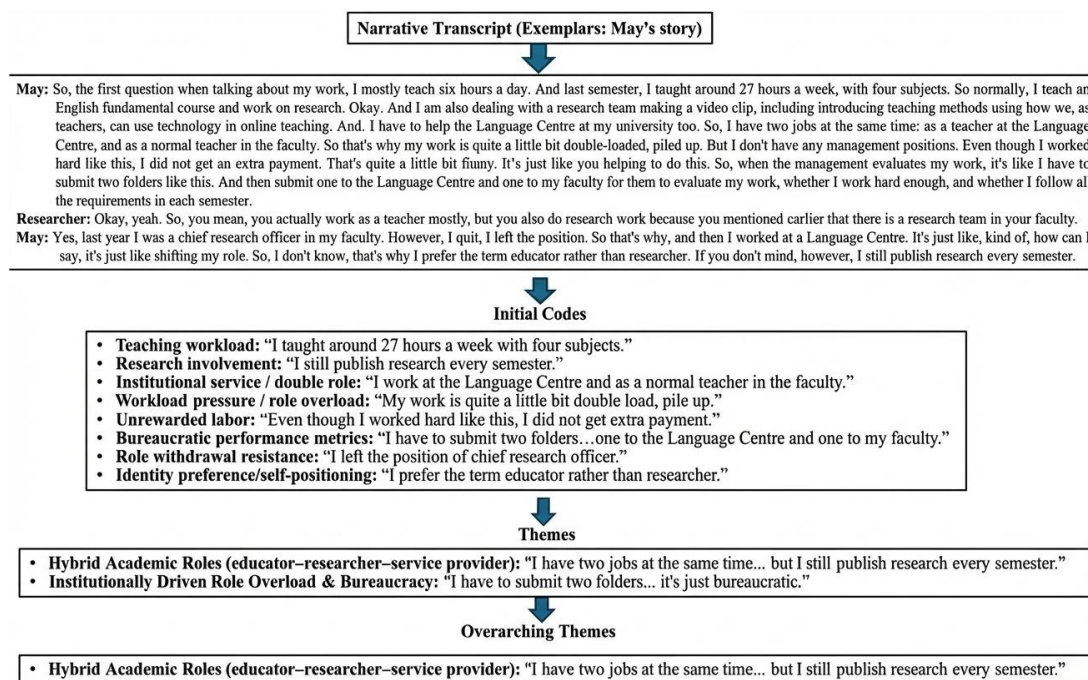 Narrative Transcript (Exemplars: May's story)
May: So, the first question when talking about my work, I mostly teach six hours a day. And last semester, I taught around 27 hours a week, with four subjects. So normally, I teach an
English fundamental course and work on research. Okay. And I am also dealing with a research team making a video clip, including introducing teaching methods using how we, as
teachers, can use technology in online teaching. And. I have to help the Language Centre at my university too. So, I have two jobs at the same time: as a teacher at the Language
Centre, and as a normal teacher in the faculty. So that's why my work is quite a little bit double-loaded, piled up. But I don't have any management positions. Even though I worked
hard like this, I did not get an extra payment. That's quite a little bit fiunny. It's just like you helping to do this. So, when the management evaluates my work, it's like I have to
submit two folders like this. And then submit one to the Language Centre and one to my faculty for them to evaluate my work, whether I work hard enough, and whether I follow al
the requirements in each semester.
Researcher: Okay, yeah. So, you mean, you actually work as a teacher mostly, but you also do research work because you mentioned carlier that there is a research team in your faculty.
May: Yes, last year I was a chief research officer in my faculty. However, I quit, I left the position. So that's why, and then I worked at a Language Centre. It's just like, kind of, how can I
say, it's just like shifting my role. So, I don't know, that's why I prefer the term educator rather than researcher. If you don't mind, however, I still publish research every semester.
Initial Codes
• Teaching workload: "I taught around 27 hours a week with four subjects."
• Research involvement: "I still publish research every semester."
• Institutional service / double role: "I work at the Language Centre and as a normal teacher in the faculty."
• Workload pressure / role overload: "My work is quite a little bit double load, pile up."
• Unrewarded labor: "Even though I worked hard like this, I did not get extra payment."
• Bureaucratic performance metrics: "I have to submit two folders…one to the Language Centre and one to my faculty."
• Role withdrawal resistance: "I left the position of chief research officer."
• Identity preference/self-positioning: "I prefer the term educator rather than researcher."
Themes
• Hybrid Academic Roles (educator–researcher–service provider): "I have two jobs at the same time... but I still publish research every semester."
• Institutionally Driven Role Overload & Bureaucracy: "I have to submit two folders... it's just bureaucratic."
Overarching Themes
• Hybrid Academic Roles (educator–researcher–service provider): "I have two jobs at the same time... but I still publish research every semester."